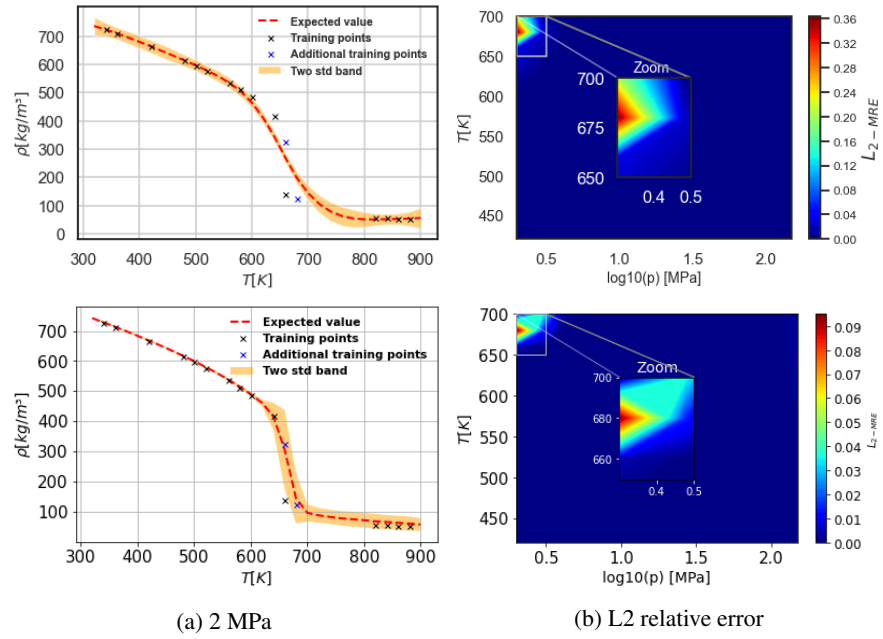 Expected value
Training points
Additional training points
Two std band
ρ[kg/m³]
700
600
500
400
300
200
100
0
300 400 500 600 700 800 900
T[K]
T[K]
700
650
600
550
500
450
Zoom
700
675
650
0.4 0.5
0.5 1.0 1.5 2.0
log10(p) [MPa]
0.36
0.32
0.28
0.24
0.20
0.16
0.12
0.08
0.04
0.00
L2-MRE
Expected value
Training points
Additional training points
Two std band
ρ[kg/m³]
700
600
500
400
300
200
100
300 400 500 600 700 800 900
T[K]
(a) 2 MPa
T[K]
700
650
600
550
500
450
Zoom
700
680
660
0.4 0.5
0.5 1.0 1.5 2.0
log10(p) [MPa]
0.09
0.08
0.07
0.06
0.05
0.04
0.03
0.02
0.01
0.00
L2-MRE
(b) L2 relative error